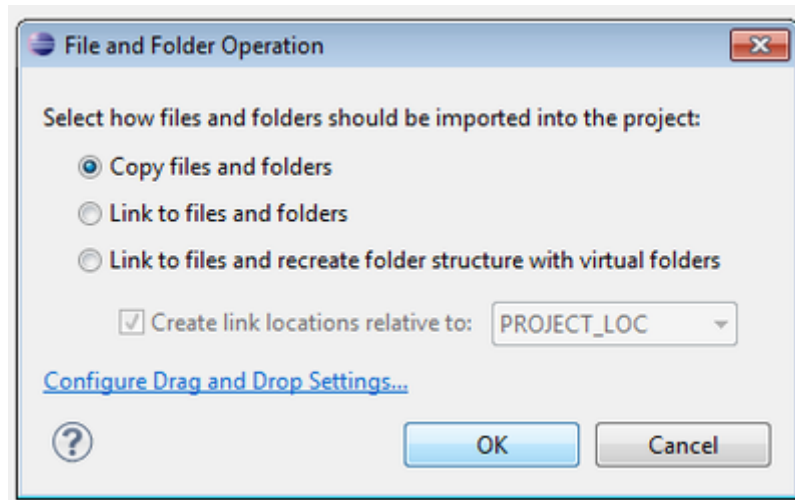 File and Folder Operation
Select how files and folders should be imported into the project:
Copy files and folders
Link to files and folders
Link to files and recreate folder structure with virtual folders
Create link locations relative to: PROJECT_LOC
Configure Drag and Drop Settings...
? OK Cancel